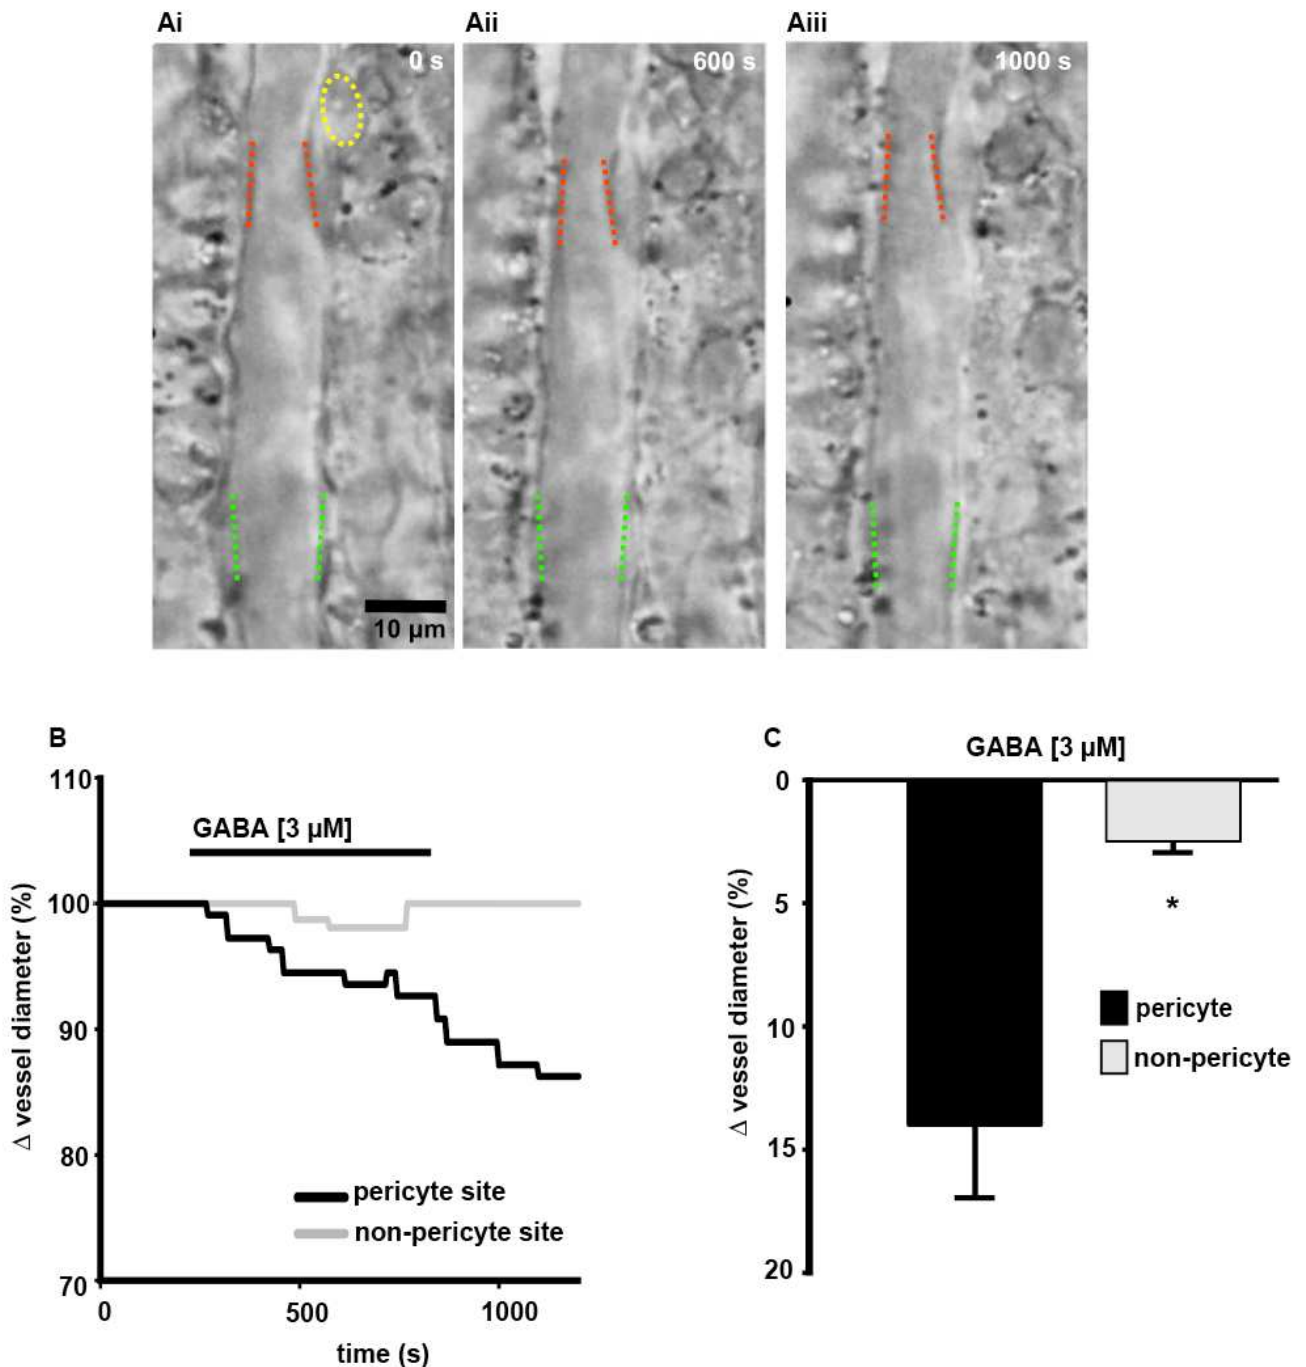 Ai
Aii
Aiii
0 s
600 s
1000 s
10 µm
B
110
100
90
80
70
Δ vessel diameter (%)
GABA [3 µM]
pericyte site
non-pericyte site
0
500
1000
time (s)
C
GABA [3 µM]
0
5
10
15
20
Δ vessel diameter (%)
*
pericyte
non-pericyte